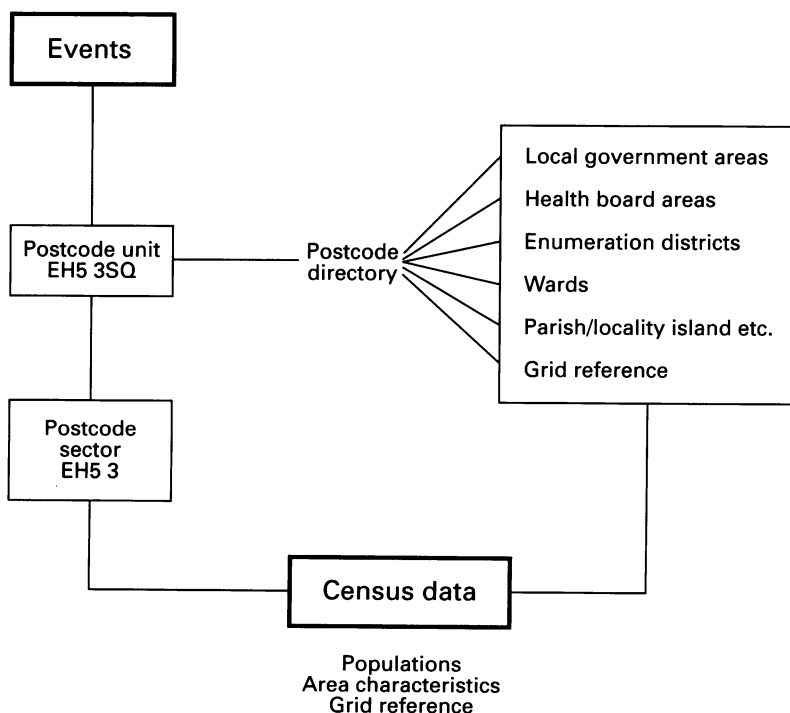 Events
Postcode unit
EH5 3SQ
Postcode
directory
Local government areas
Health board areas
Enumeration districts
Wards
Parish/locality island etc.
Grid reference
Postcode
sector
EH5 3
Census data
Populations
Area characteristics
Grid reference